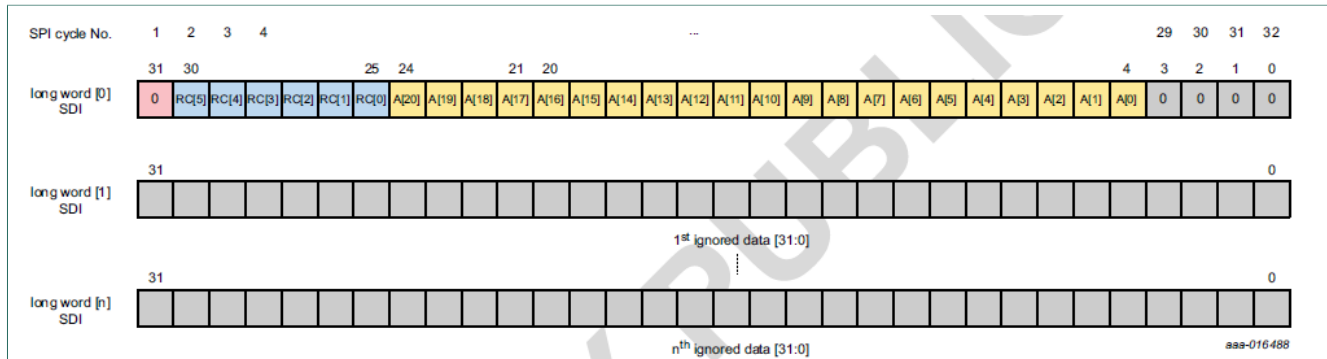 SPI cycle No. 1 2 3 4 ... 29 30 31 32
31 30 25 24 21 20 4 3 2 1 0
long word [0] SDI 0 RC[5] RC[4] RC[3] RC[2] RC[1] RC[0] A[20] A[19] A[18] A[17] A[16] A[15] A[14] A[13] A[12] A[11] A[10] A[9] A[8] A[7] A[6] A[5] A[4] A[3] A[2] A[1] A[0] 0 0 0 0
31 0
long word [1] SDI
1st ignored data [31:0]
31 0
long word [n] SDI
nth ignored data [31:0]
aaa-016488